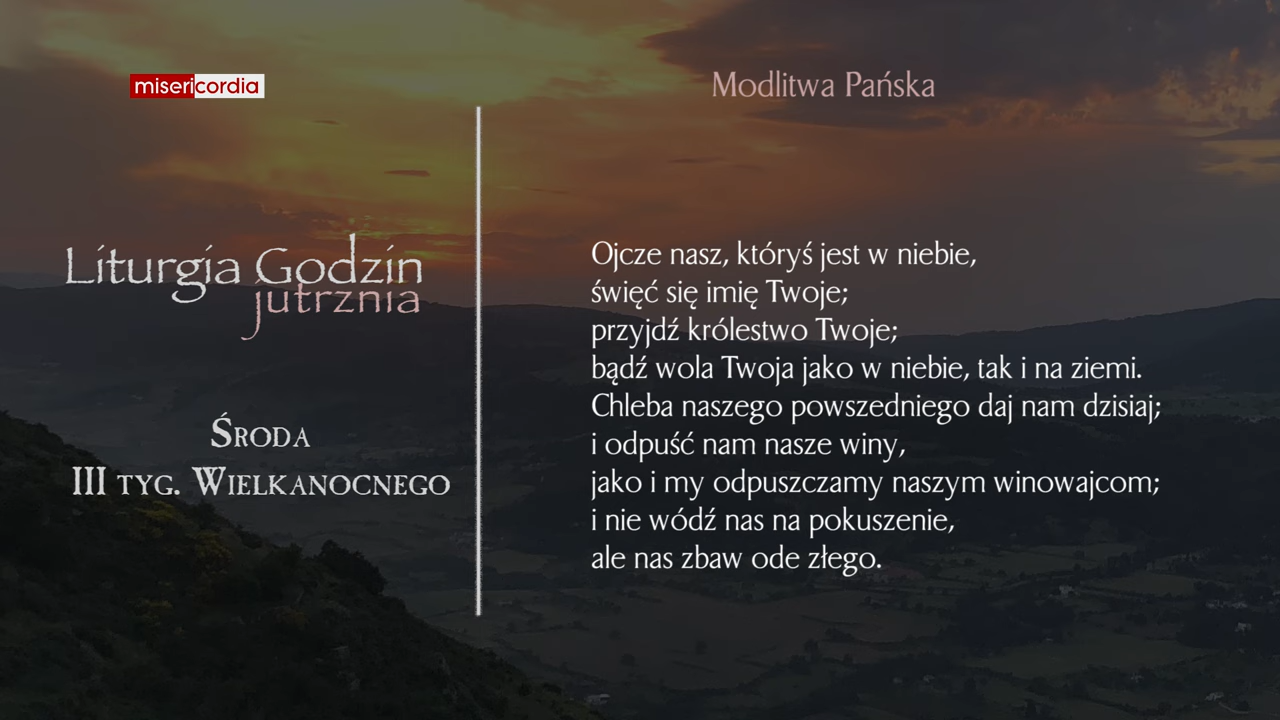 misericordia
Liturgia Godzin
jutrznia
Środa
III tyg. Wielkanocnego
Modlitwa Pańska
Ojcze nasz, któryś jest w niebie,
święć się imię Twoje;
przyjdź królestwo Twoje;
bądź wola Twoja jako w niebie, tak i na ziemi.
Chleba naszego powszedniego daj nam dzisiaj;
i odpuść nam nasze winy,
jako i my odpuszczamy naszym winowajcom;
i nie wódź nas na pokuszenie,
ale nas zbaw ode złego.